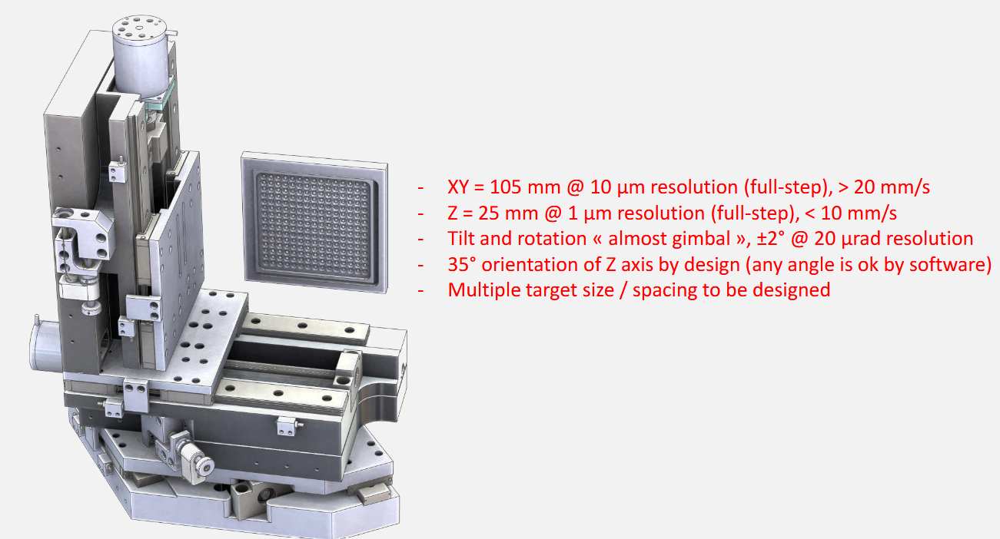 - XY = 105 mm @ 10 µm resolution (full-step), > 20 mm/s
- Z = 25 mm @ 1 µm resolution (full-step), < 10 mm/s
- Tilt and rotation « almost gimbal », ±2° @ 20 µrad resolution
- 35° orientation of Z axis by design (any angle is ok by software)
- Multiple target size / spacing to be designed